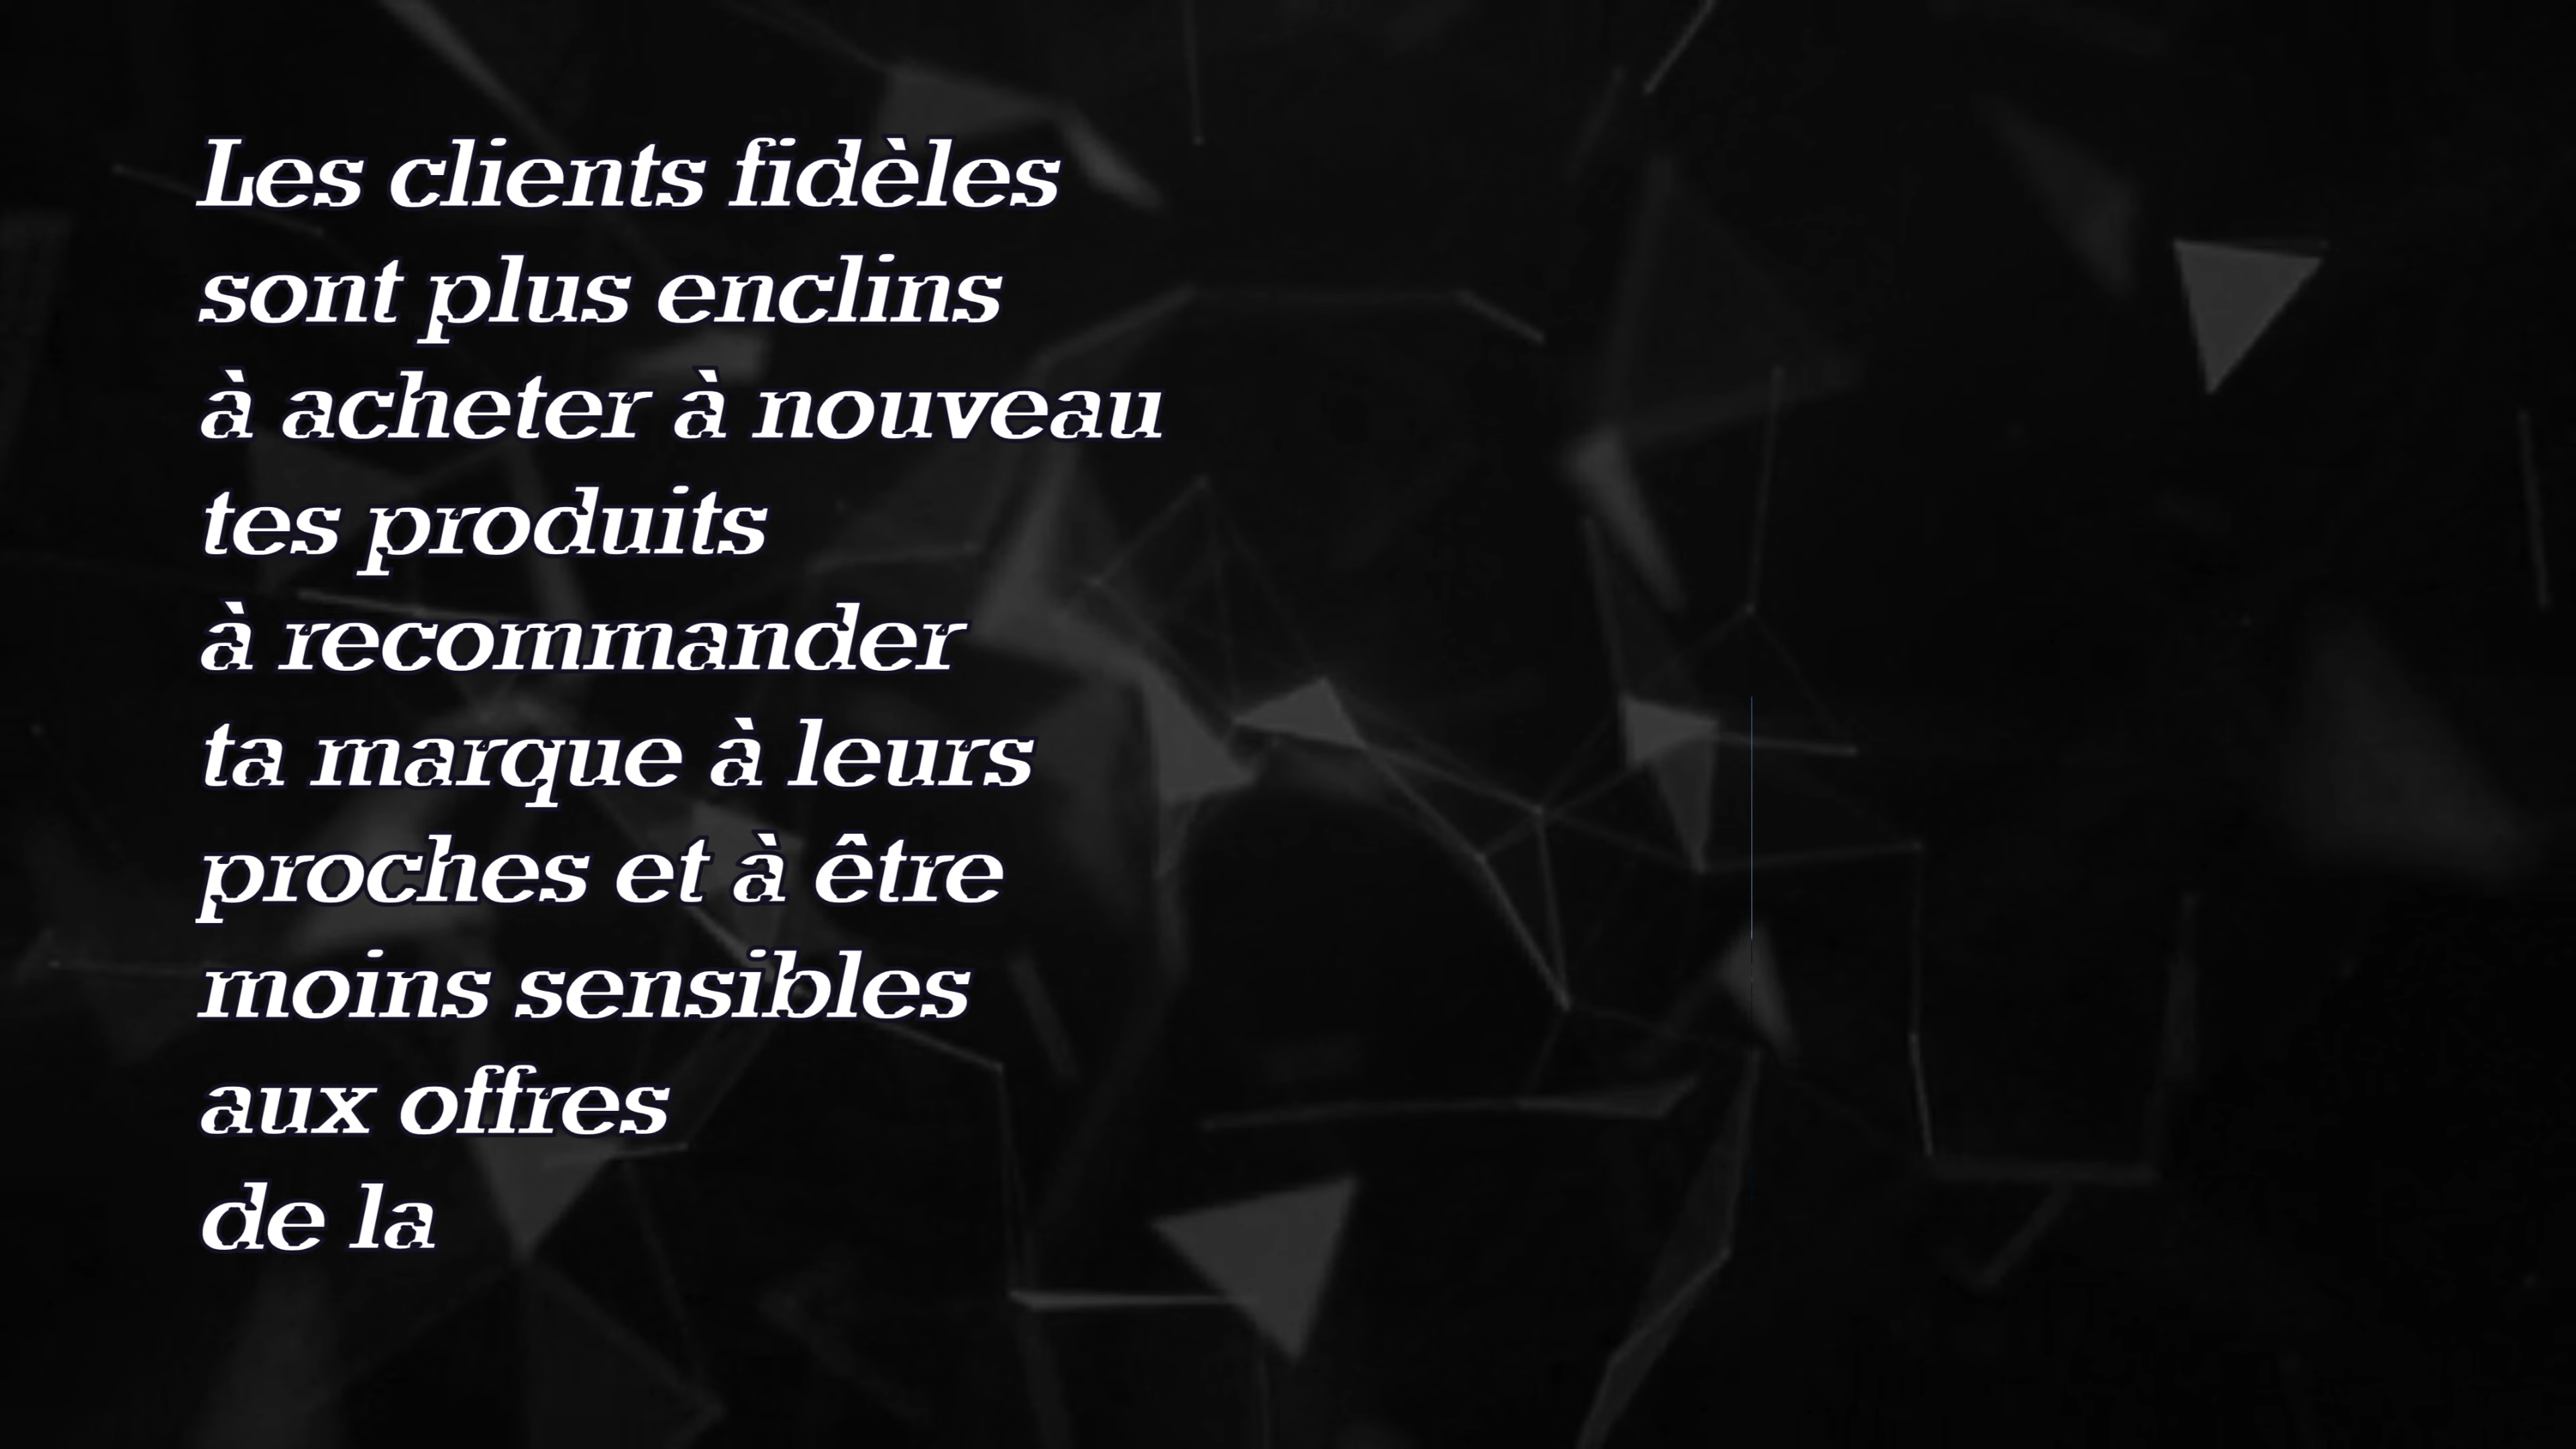 Les clients fidèles
sont plus enclins
à acheter à nouveau
tes produits
à recommander
ta marque à leurs
proches et à être
moins sensibles
aux offres
de la